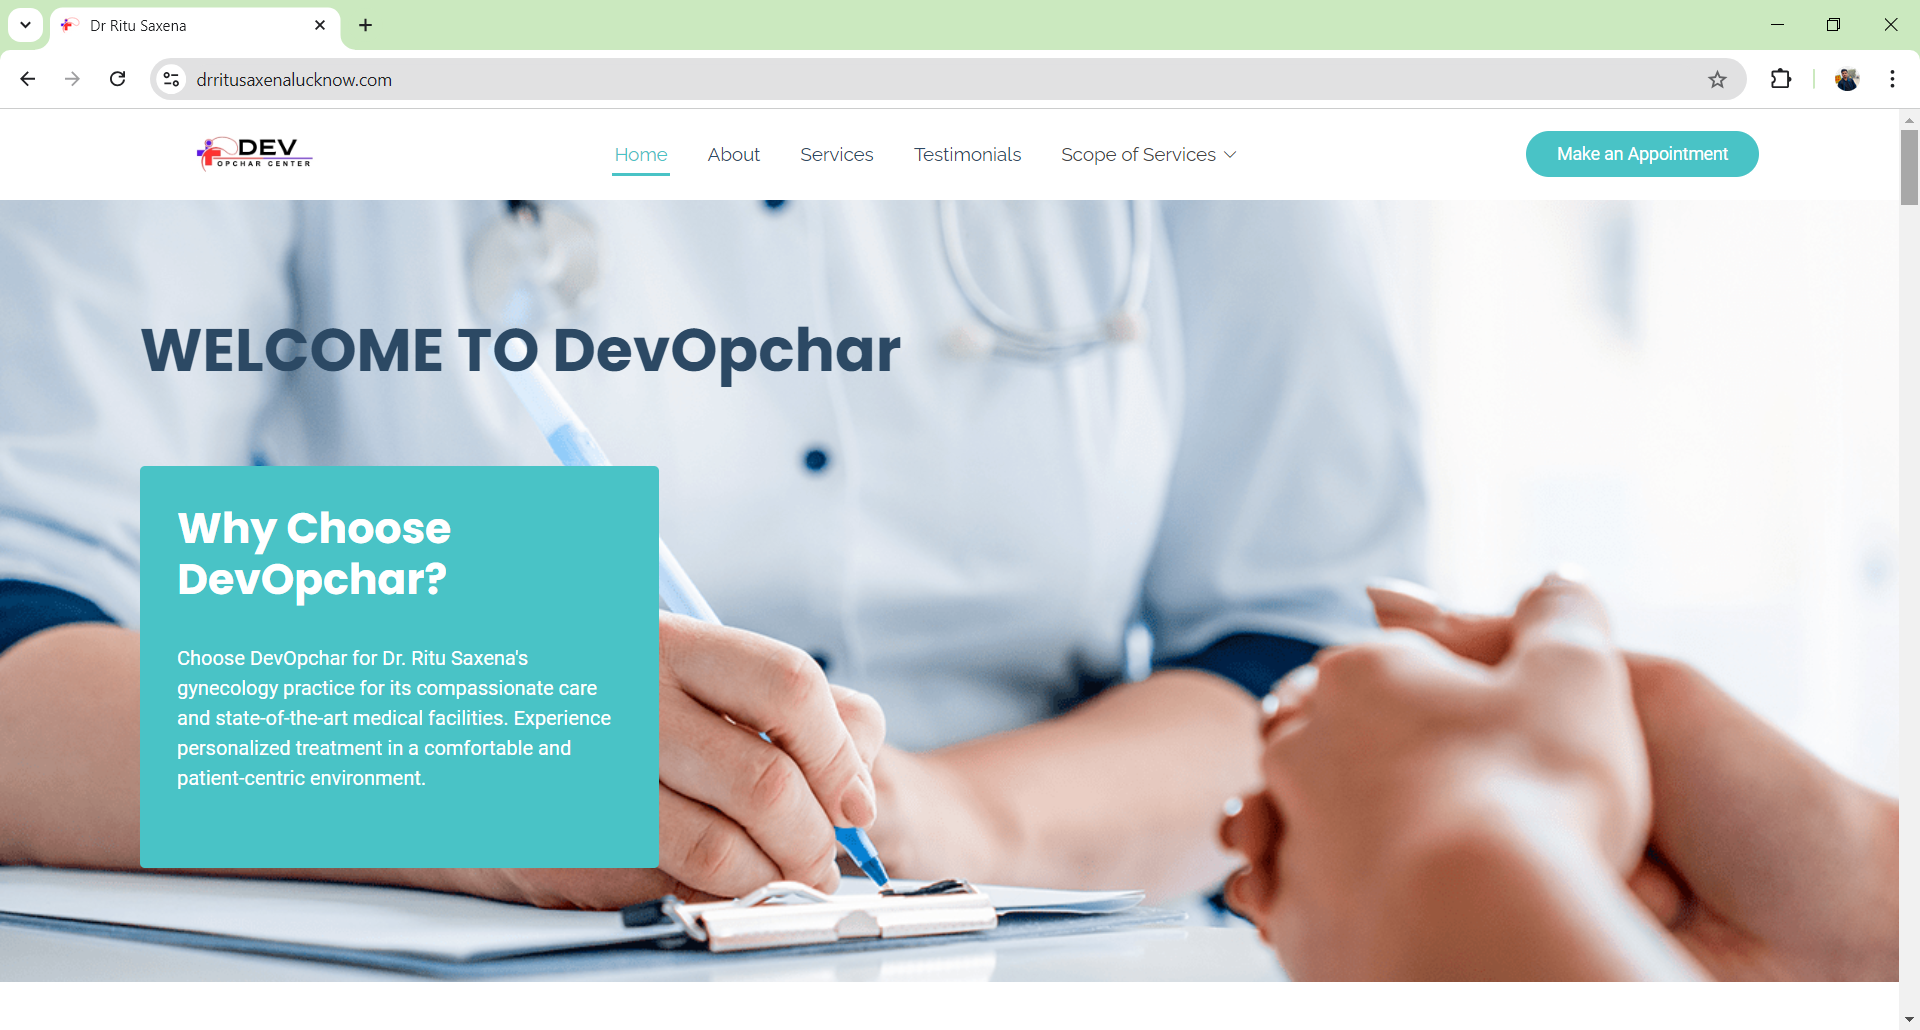 Dr Ritu Saxena
drritusaxenalucknow.com
DEV
OPCHAR CENTER
Home
About
Services
Testimonials
Scope of Services
Make an Appointment
WELCOME TO DevOpchar
Why Choose
DevOpchar?
Choose DevOpchar for Dr. Ritu Saxena's
gynecology practice for its compassionate care
and state-of-the-art medical facilities. Experience
personalized treatment in a comfortable and
patient-centric environment.